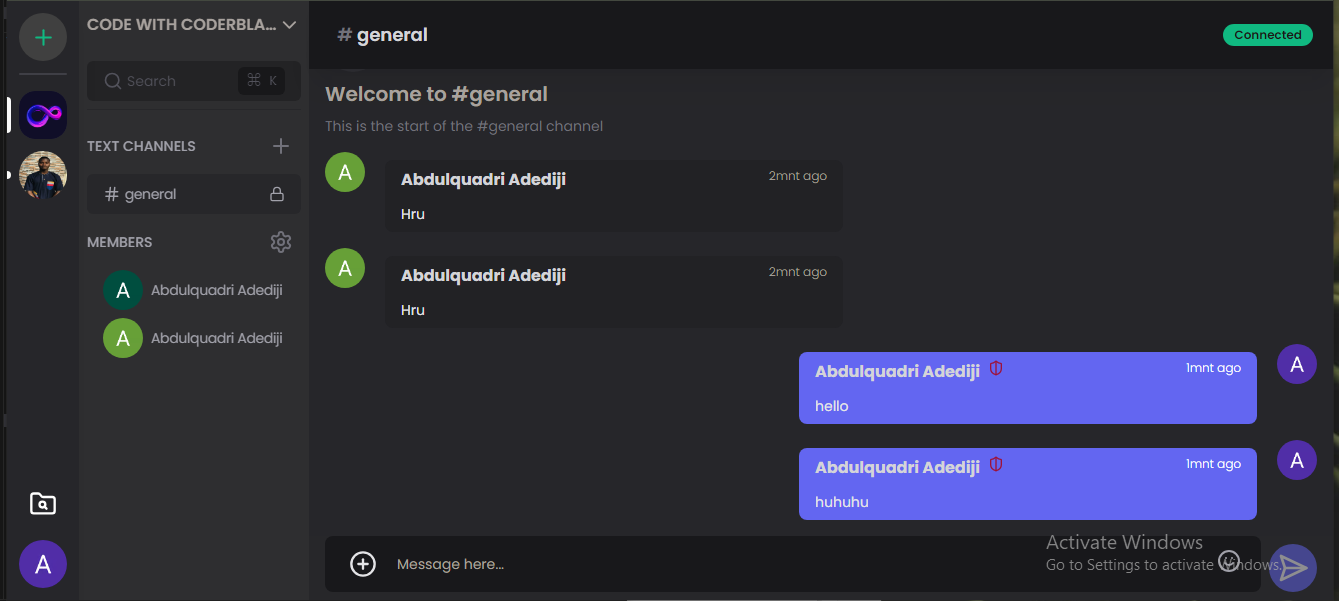 CODE WITH CODERBLA...
Search
⌘ K
TEXT CHANNELS
# general
MEMBERS
A
Abdulquadri Adediji
A
Abdulquadri Adediji
A
# general
Connected
Welcome to #general
This is the start of the #general channel
A
Abdulquadri Adediji
2mnt ago
Hru
A
Abdulquadri Adediji
2mnt ago
Hru
Abdulquadri Adediji
1mnt ago
A
hello
Abdulquadri Adediji
1mnt ago
A
huhuhu
Message here...
Activate Windows
Go to Settings to activate Windows.